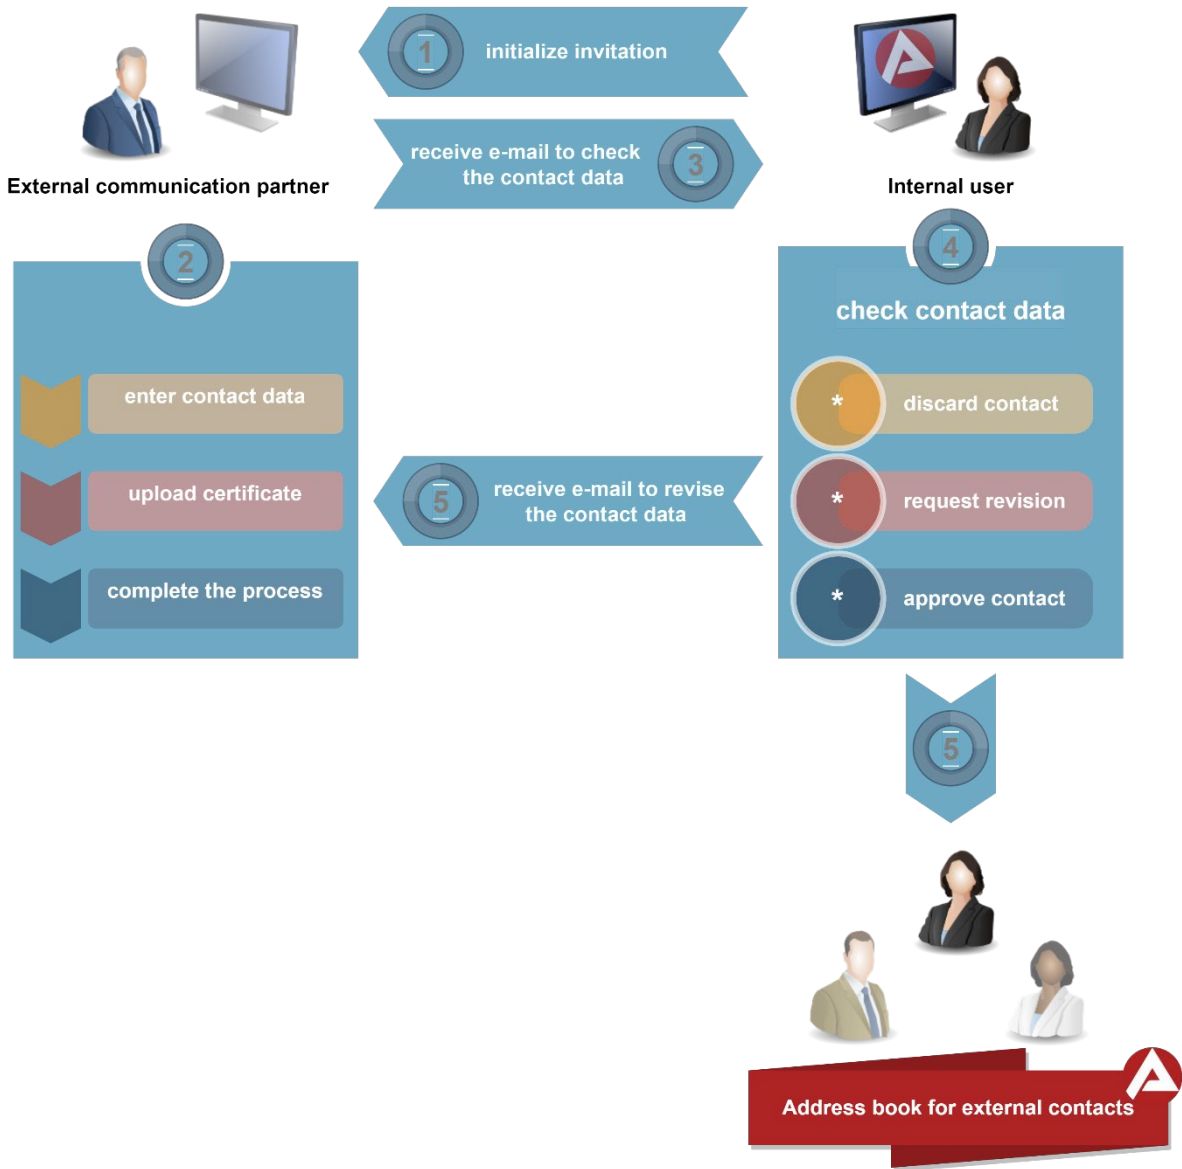 1
initialize invitation
receive e-mail to check
the contact data
3
External communication partner
Internal user
2
enter contact data
upload certificate
complete the process
4
check contact data
* discard contact
* request revision
* approve contact
5
receive e-mail to revise
the contact data
5
Address book for external contacts